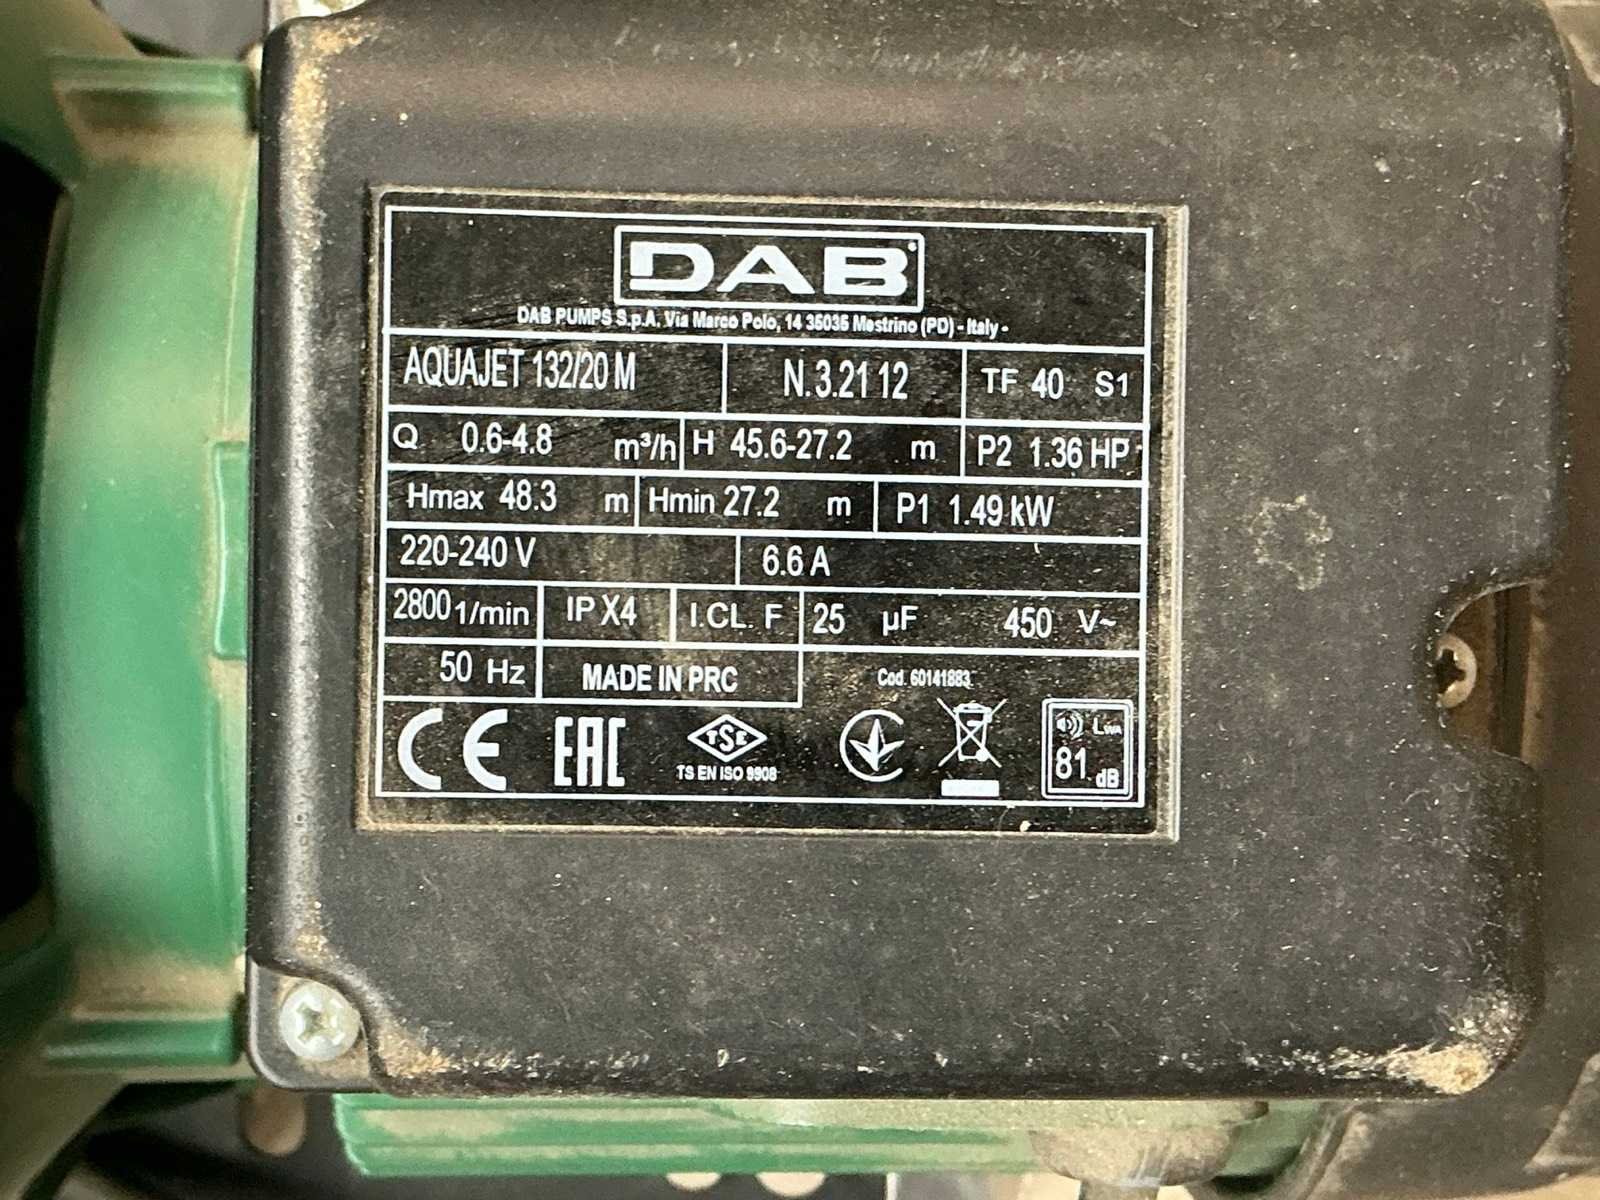 DAB
DAB PUMPS S.p.A. Via Marco Polo, 14 35035 Mestrino (PD) - Italy -
AQUAJET 132/20 M N. 3.21 12 TF 40 S1
Q 0.6-4.8 m³/h H 45.6-27.2 m P2 1.36 HP
Hmax 48.3 m Hmin 27.2 m P1 1.49 kW
220-240 V 6.6 A
2800 1/min IP X4 I.CL. F 25 µF 450 V~
50 Hz MADE IN PRC Cod. 60141883
CE EAC TSE LWA
TS EN ISO 9908 81 dB